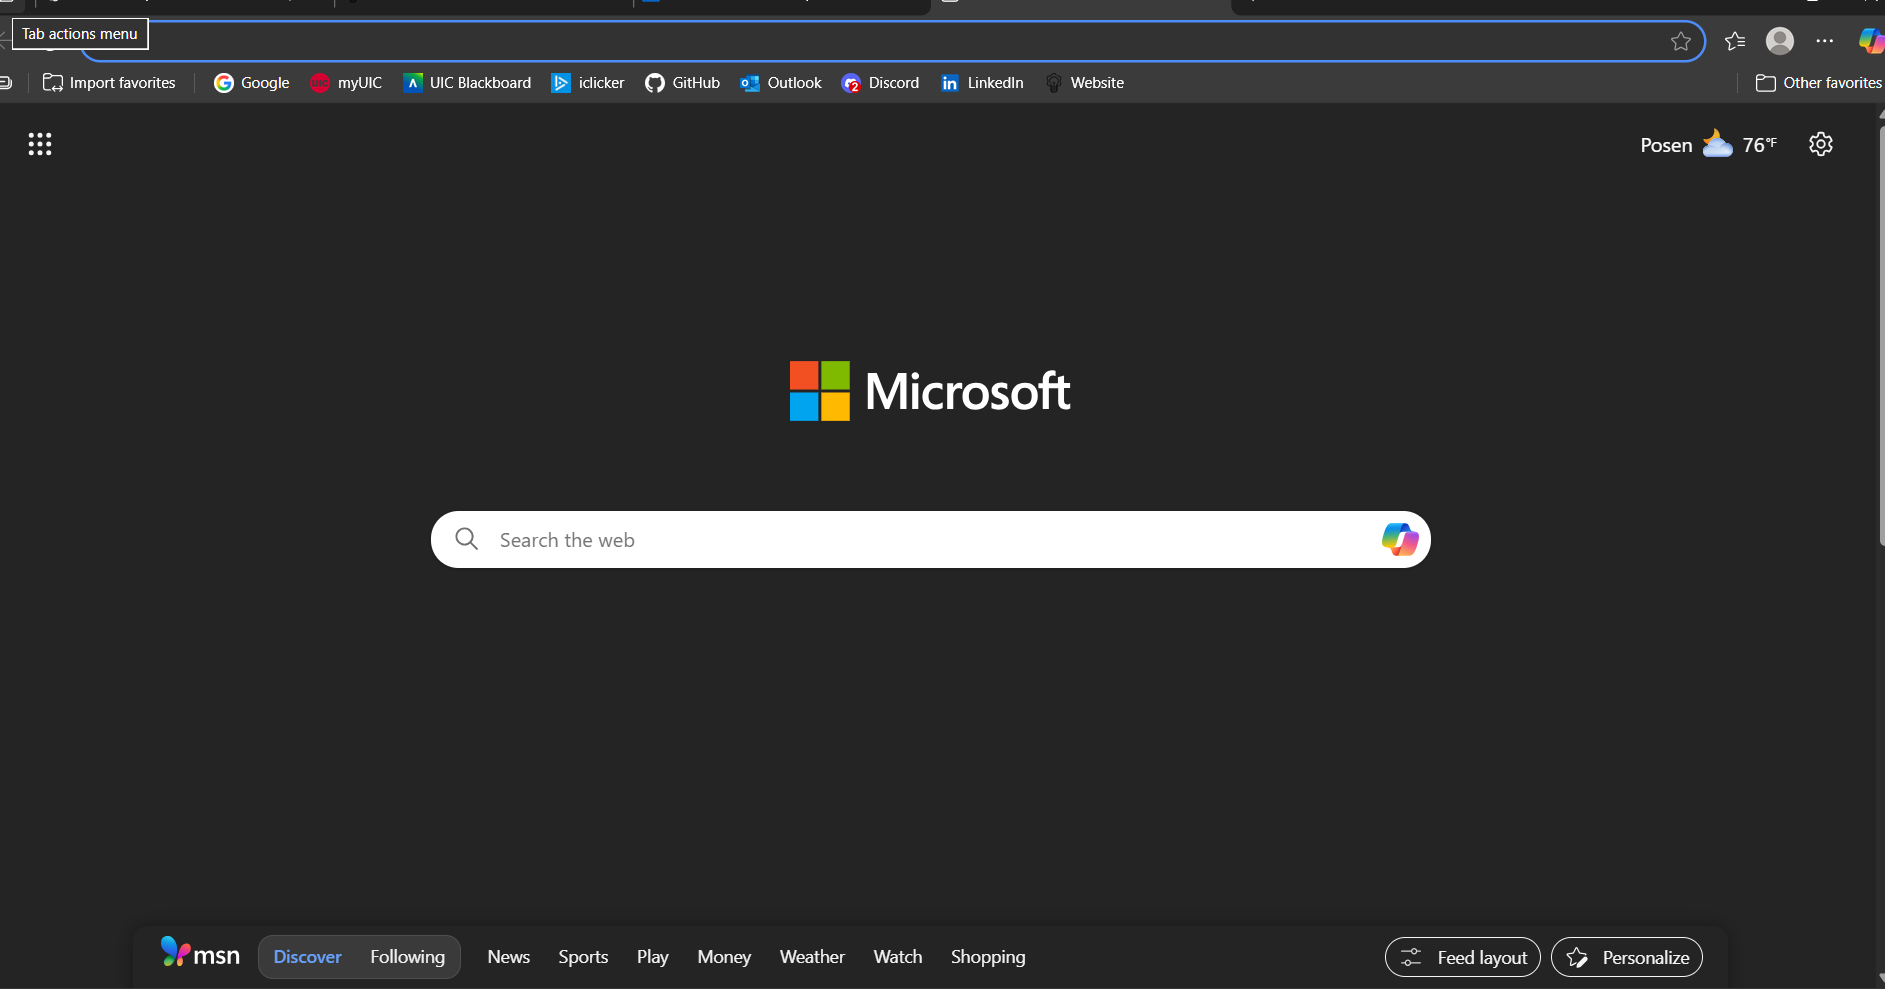 Tab actions menu
Import favorites Google myUIC UIC Blackboard iclicker GitHub Outlook Discord LinkedIn Website Other favorites
Posen 76°F
Microsoft
Search the web
msn Discover Following News Sports Play Money Weather Watch Shopping Feed layout Personalize